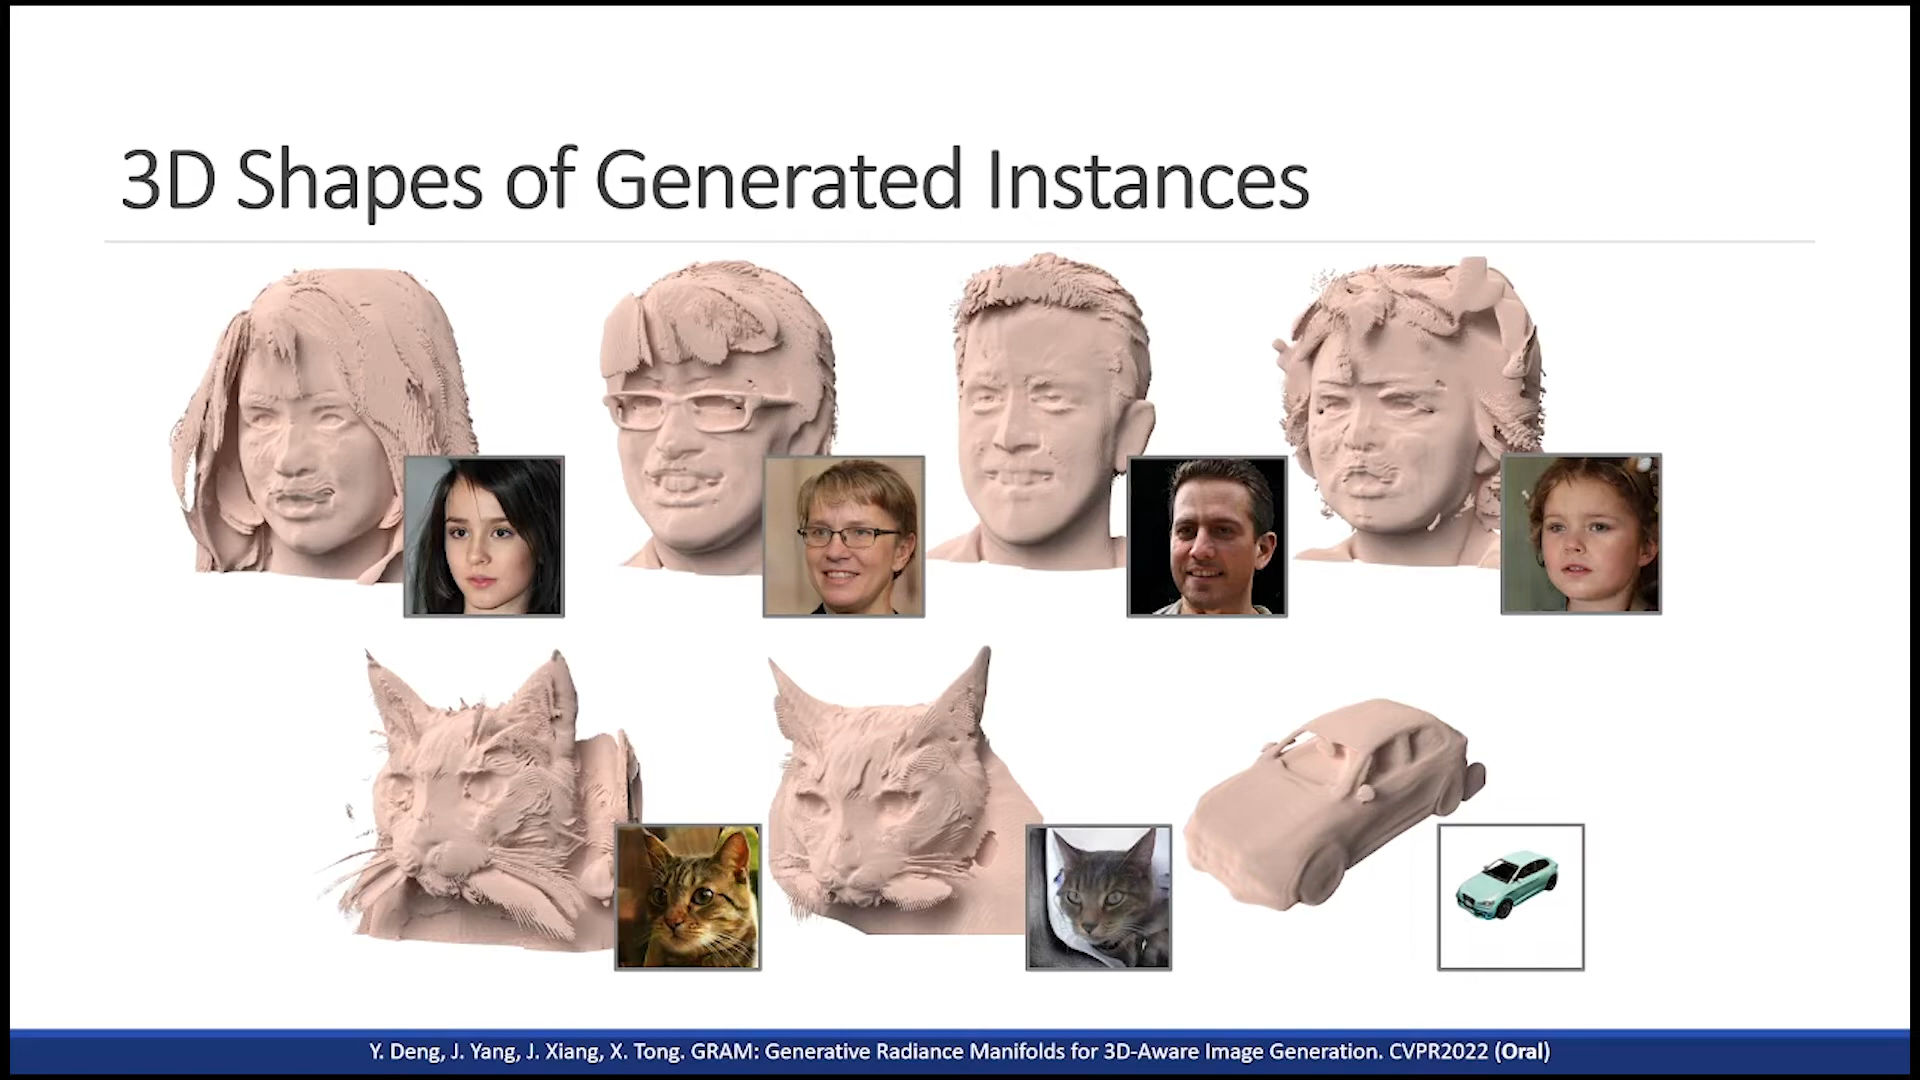 3D Shapes of Generated Instances
Y. Deng, J. Yang, J. Xiang, X. Tong. GRAM: Generative Radiance Manifolds for 3D-Aware Image Generation. CVPR2022 (Oral)